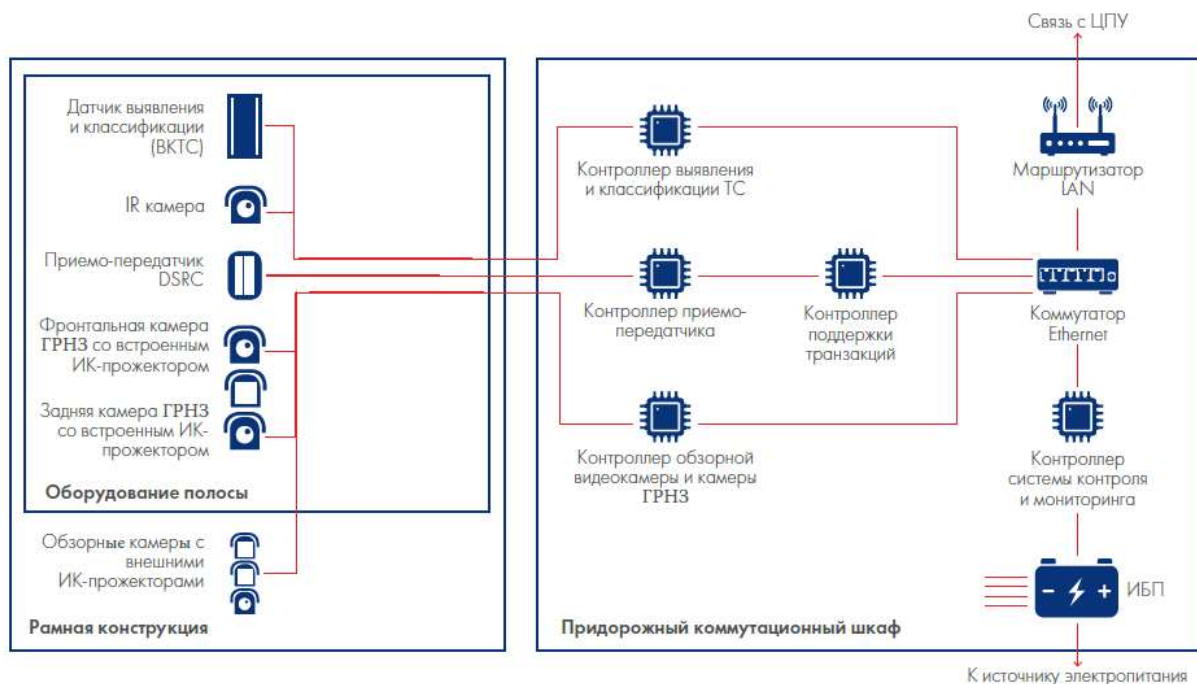 Связь с ЦПУ
Датчик выявления
и классификации
(ВКТС)
IR камера
Приемо-передатчик
DSRC
Фронтальная камера
ГРНЗ со встроенным
ИК-прожектором
Задняя камера ГРНЗ
со встроенным ИК-
прожектором
Оборудование полосы
Обзорные камеры с
внешними
ИК-прожекторами
Рамная конструкция
Контроллер выявления
и классификации ТС
Маршрутизатор
LAN
Контроллер приемо-
передатчика
Контроллер
поддержки
транзакций
Коммутатор
Ethernet
Контроллер обзорной
видеокамеры и камеры
ГРНЗ
Контроллер
системы контроля
и мониторинга
ИБП
Придорожный коммутационный шкаф
К источнику электропитания